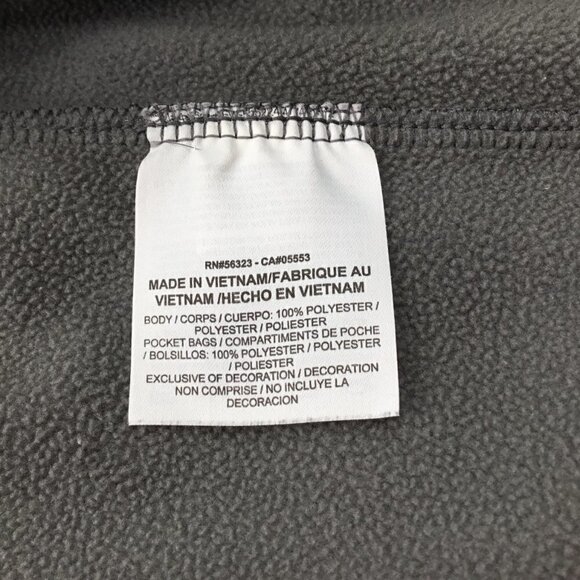 RN#56323 - CA#05553
MADE IN VIETNAM/FABRIQUE AU
VIETNAM /HECHO EN VIETNAM
BODY / CORPS / CUERPO: 100% POLYESTER /
POLYESTER / POLIESTER
POCKET BAGS / COMPARTIMENTS DE POCHE
/ BOLSILLOS: 100% POLYESTER / POLYESTER
/ POLIESTER
EXCLUSIVE OF DECORATION / DECORATION
NON COMPRISE / NO INCLUYE LA
DECORACION